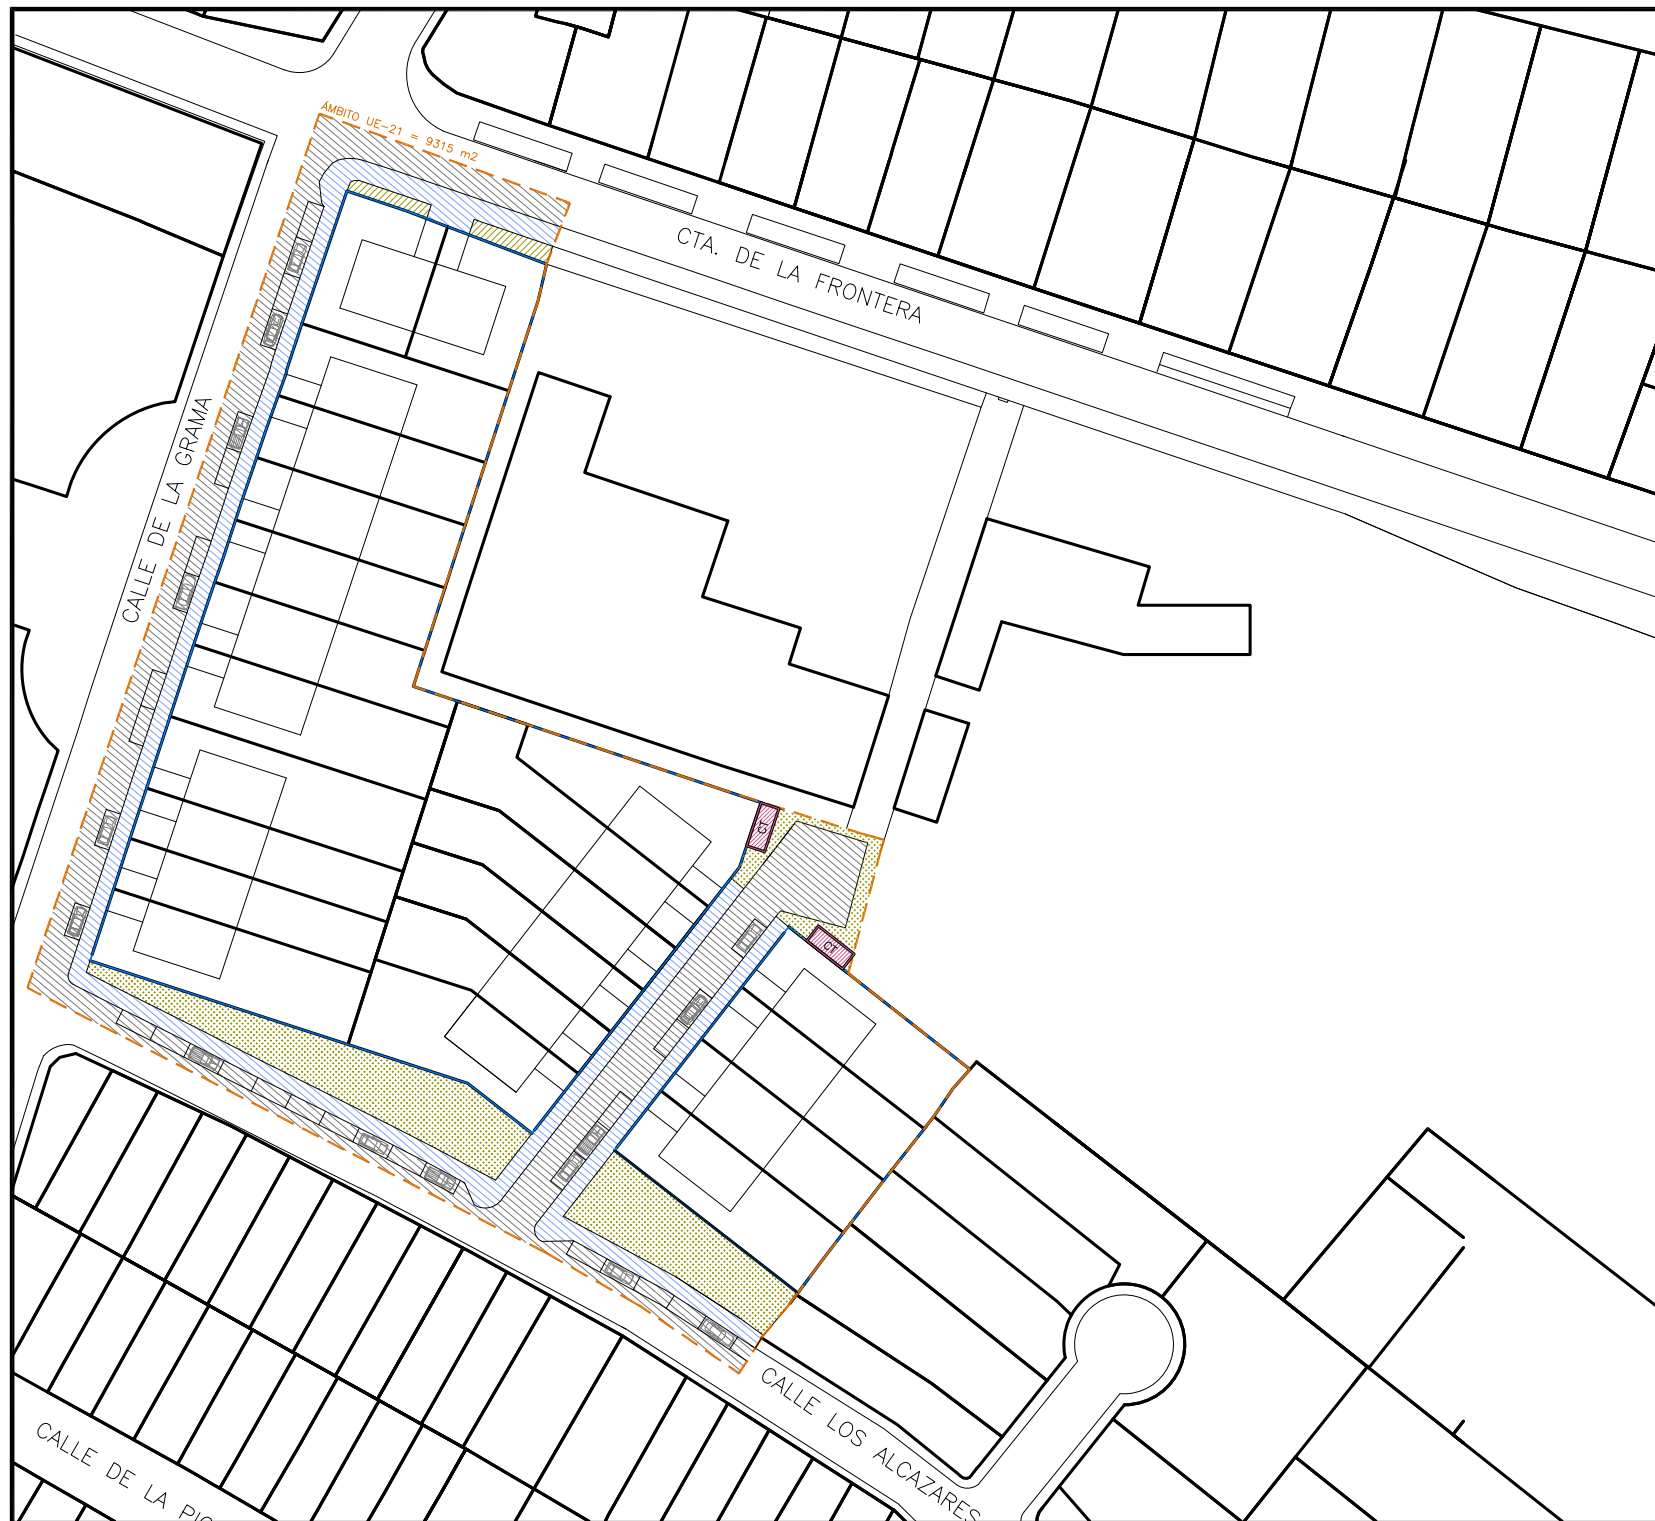 ÁMBITO UE-21 = 9315 m2
CTA. DE LA FRONTERA
CALLE DE LA GRAMA
CT
CT
CALLE LOS ALCAZARES
CALLE DE LA